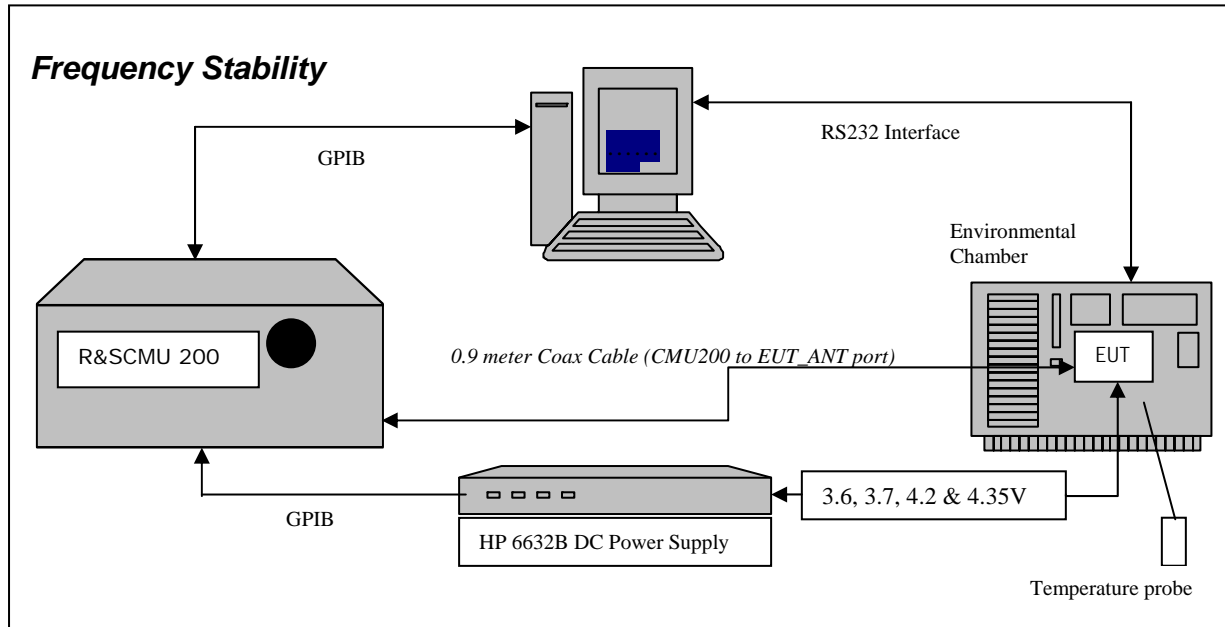 Frequency Stability
RS232 Interface
GPIB
Environmental
Chamber
R&SCMU 200
0.9 meter Coax Cable (CMU200 to EUT_ANT port)
EUT
3.6, 3.7, 4.2 & 4.35V
GPIB
HP 6632B DC Power Supply
Temperature probe